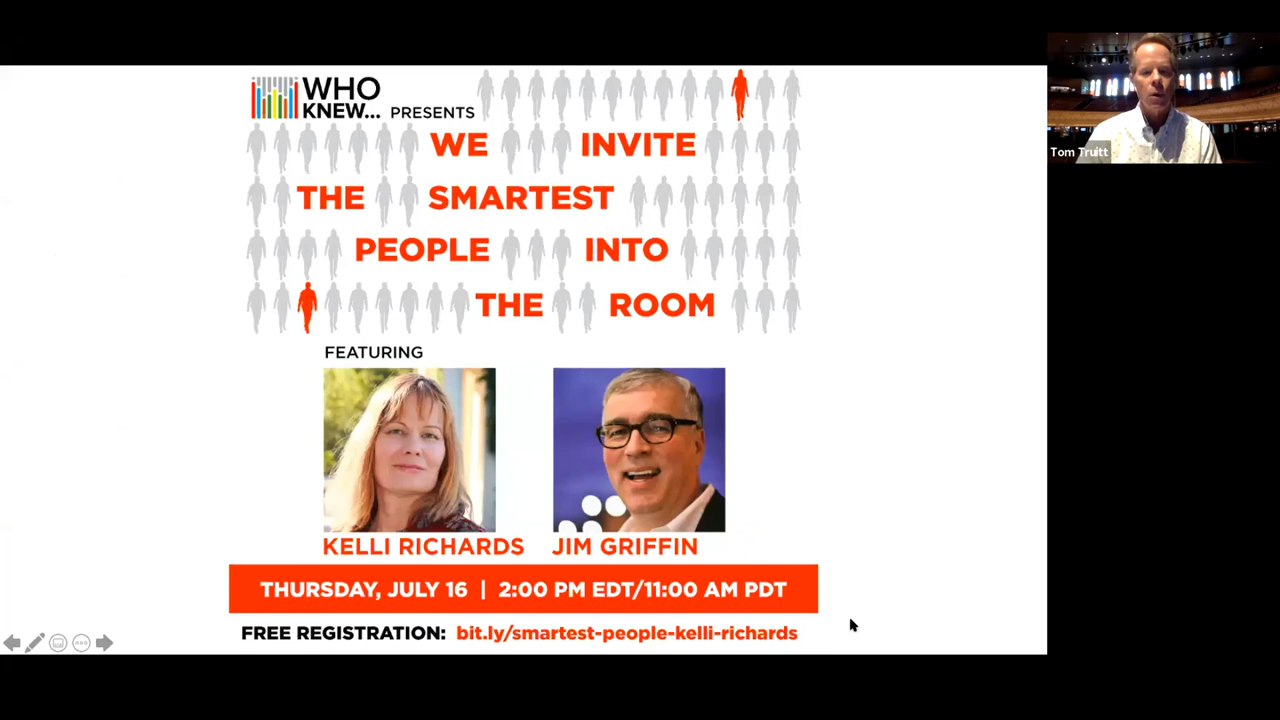 WHO
KNEW... PRESENTS
WE INVITE
THE SMARTEST
PEOPLE INTO
THE ROOM
FEATURING
KELLI RICHARDS JIM GRIFFIN
THURSDAY, JULY 16 | 2:00 PM EDT/11:00 AM PDT
FREE REGISTRATION: bit.ly/smartest-people-kelli-richards
Tom Truitt